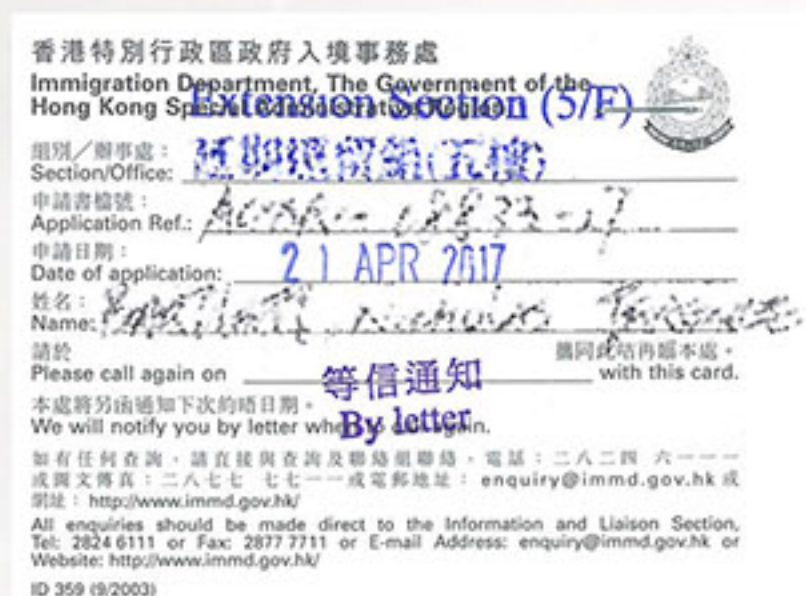 香港特別行政區政府入境事務處
Immigration Department, The Government of the
Hong Kong Special Administrative Region
Extension Section (5/F)
組別／辦事處：
Section/Office: 延期逗留組(五樓)
申請書檔號：
Application Ref.:
申請日期：
Date of application: 21 APR 2017
姓名：
Name:
請於 攜同此咭再臨本處。
Please call again on with this card.
等信通知
By letter
本處將另函通知下次約晤日期。
We will notify you by letter when to call again.
如有任何查詢，請直接與查詢及聯絡組聯絡，電話：二八二四 六一一一
或圖文傳真：二八七七 七七一一或電郵地址：enquiry@immd.gov.hk 或
網址：http://www.immd.gov.hk/
All enquiries should be made direct to the Information and Liaison Section,
Tel: 2824 6111 or Fax: 2877 7711 or E-mail Address: enquiry@immd.gov.hk or
Website: http://www.immd.gov.hk/
ID 359 (9/2003)